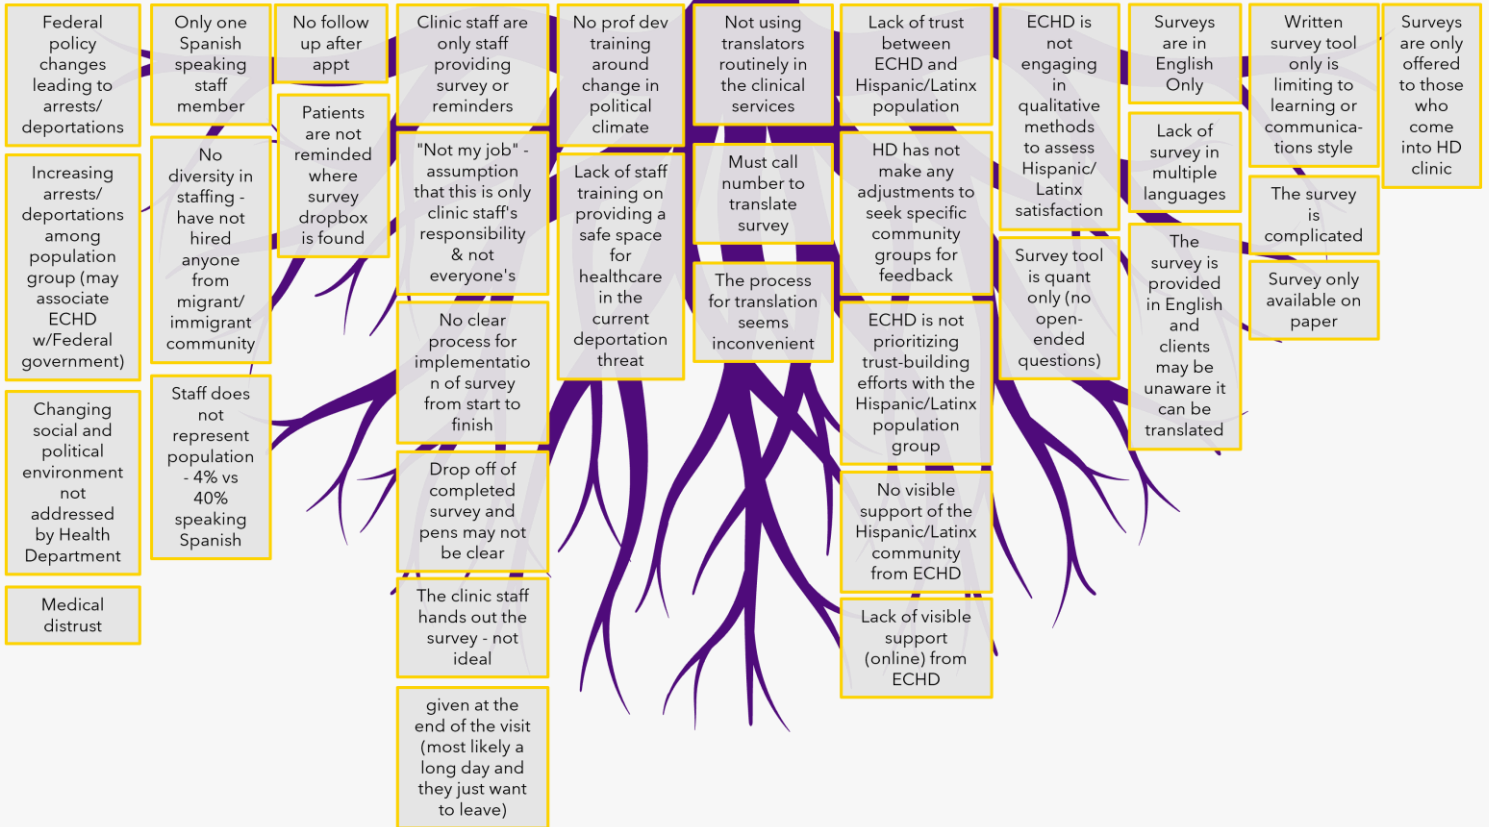 Federal
policy
changes
leading to
arrests/
deportations
Increasing
arrests/
deportations
among
population
group (may
associate
ECHD
w/Federal
government)
Changing
social and
political
environment
not
addressed
by Health
Department
Medical
distrust
Only one
Spanish
speaking
staff
member
No
diversity in
staffing -
have not
hired
anyone
from
migrant/
immigrant
community
Staff does
not
represent
population
- 4% vs
40%
speaking
Spanish
No follow
up after
appt
Patients
are not
reminded
where
survey
dropbox
is found
Clinic staff are
only staff
providing
survey or
reminders
"Not my job" -
assumption
that this is only
clinic staff's
responsibility
& not
everyone's
No clear
process for
implementatio
n of survey
from start to
finish
Drop off of
completed
survey and
pens may not
be clear
The clinic staff
hands out the
survey - not
ideal
given at the
end of the visit
(most likely a
long day and
they just want
to leave)
No prof dev
training
around
change in
political
climate
Lack of staff
training on
providing a
safe space
for
healthcare
in the
current
deportation
threat
Not using
translators
routinely in
the clinical
services
Must call
number to
translate
survey
The process
for translation
seems
inconvenient
Lack of trust
between
ECHD and
Hispanic/Latinx
population
HD has not
make any
adjustments to
seek specific
community
groups for
feedback
ECHD is not
prioritizing
trust-building
efforts with the
Hispanic/Latinx
population
group
No visible
support of the
Hispanic/Latinx
community
from ECHD
Lack of visible
support
(online) from
ECHD
ECHD is
not
engaging
in
qualitative
methods
to assess
Hispanic/
Latinx
satisfaction
Survey tool
is quant
only (no
open-
ended
questions)
Surveys
are in
English
Only
Lack of
survey in
multiple
languages
The
survey is
provided
in English
and
clients
may be
unaware it
can be
translated
Written
survey tool
only is
limiting to
learning or
communica-
tions style
The survey
is
complicated
Survey only
available on
paper
Surveys
are only
offered
to those
who
come
into HD
clinic